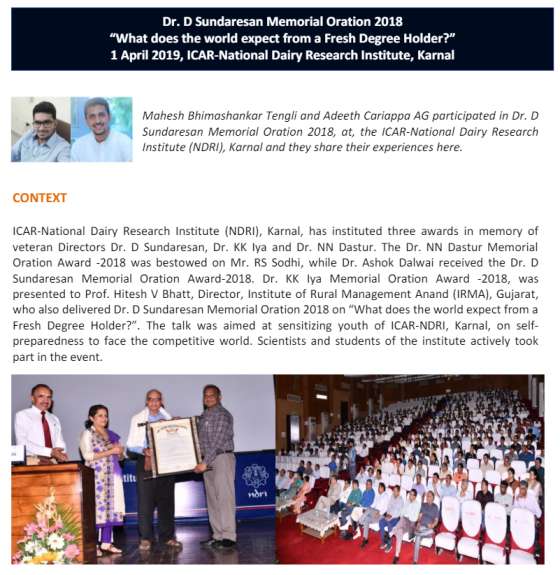 Dr. D Sundaresan Memorial Oration 2018
“What does the world expect from a Fresh Degree Holder?”
1 April 2019, ICAR-National Dairy Research Institute, Karnal
Mahesh Bhimashankar Tengli and Adeeth Cariappa AG participated in Dr. D
Sundaresan Memorial Oration 2018, at, the ICAR-National Dairy Research
Institute (NDRI), Karnal and they share their experiences here.
CONTEXT
ICAR-National Dairy Research Institute (NDRI), Karnal, has instituted three awards in memory of
veteran Directors Dr. D Sundaresan, Dr. KK Iya and Dr. NN Dastur. The Dr. NN Dastur Memorial
Oration Award -2018 was bestowed on Mr. RS Sodhi, while Dr. Ashok Dalwai received the Dr. D
Sundaresan Memorial Oration Award-2018. Dr. KK Iya Memorial Oration Award -2018, was
presented to Prof. Hitesh V Bhatt, Director, Institute of Rural Management Anand (IRMA), Gujarat,
who also delivered Dr. D Sundaresan Memorial Oration 2018 on “What does the world expect from a
Fresh Degree Holder?”. The talk was aimed at sensitizing youth of ICAR-NDRI, Karnal, on self-
preparedness to face the competitive world. Scientists and students of the institute actively took
part in the event.
ndri